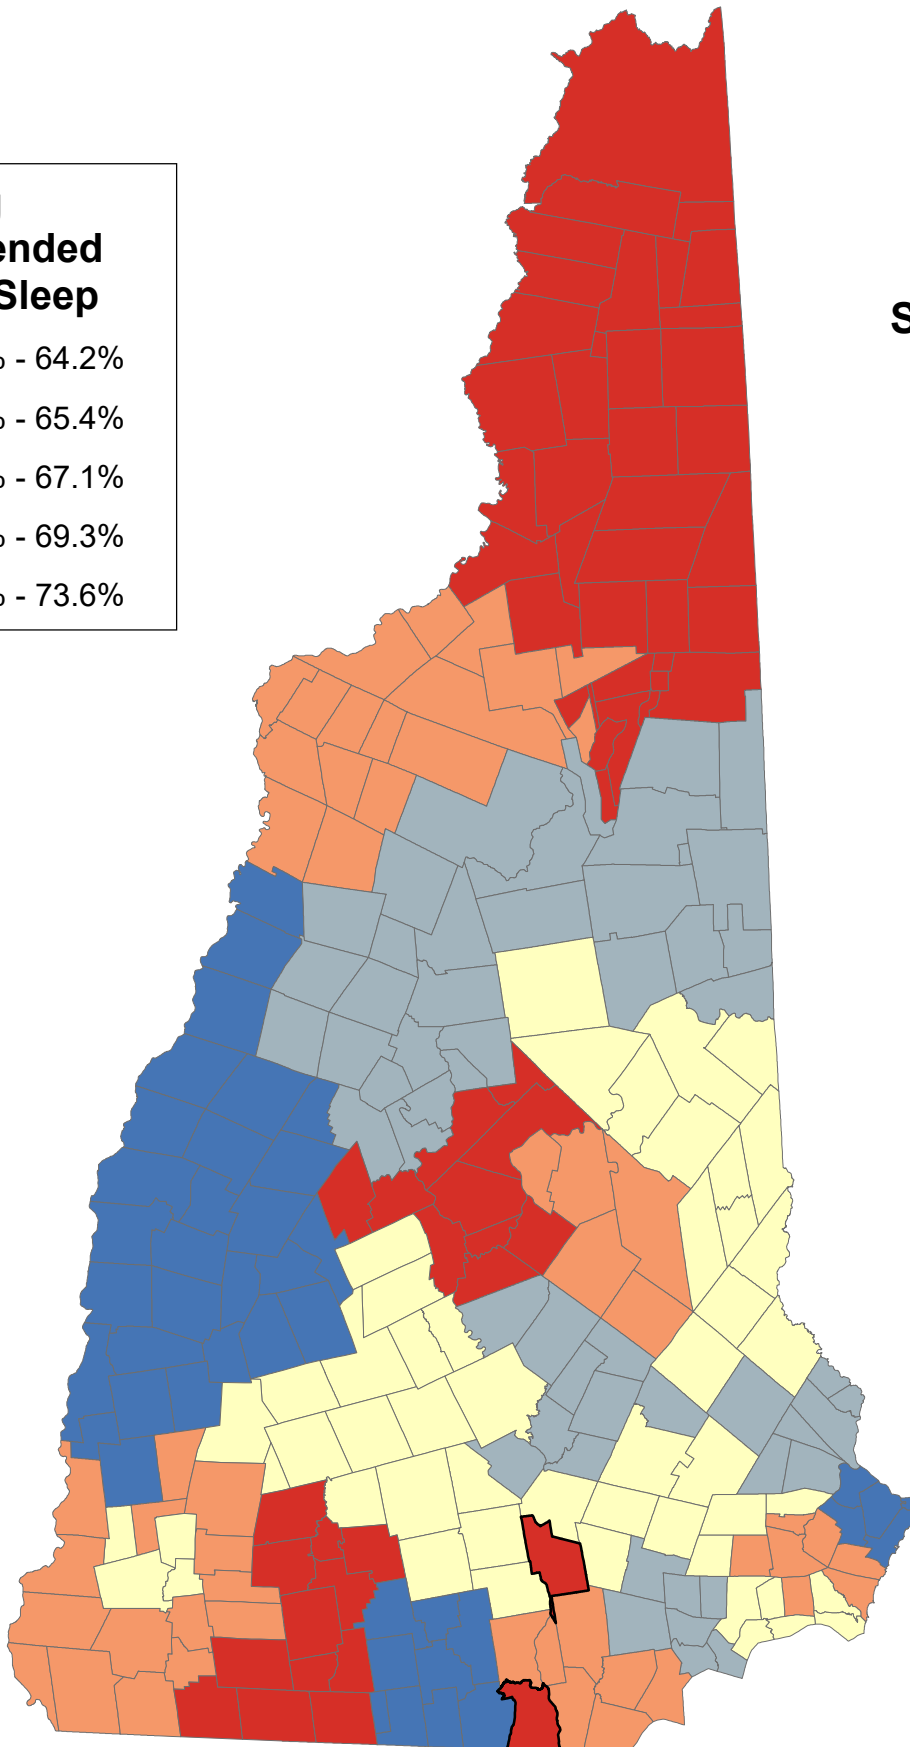 ended
Sleep
% - 64.2%
% - 65.4%
% - 67.1%
% - 69.3%
% - 73.6%
S